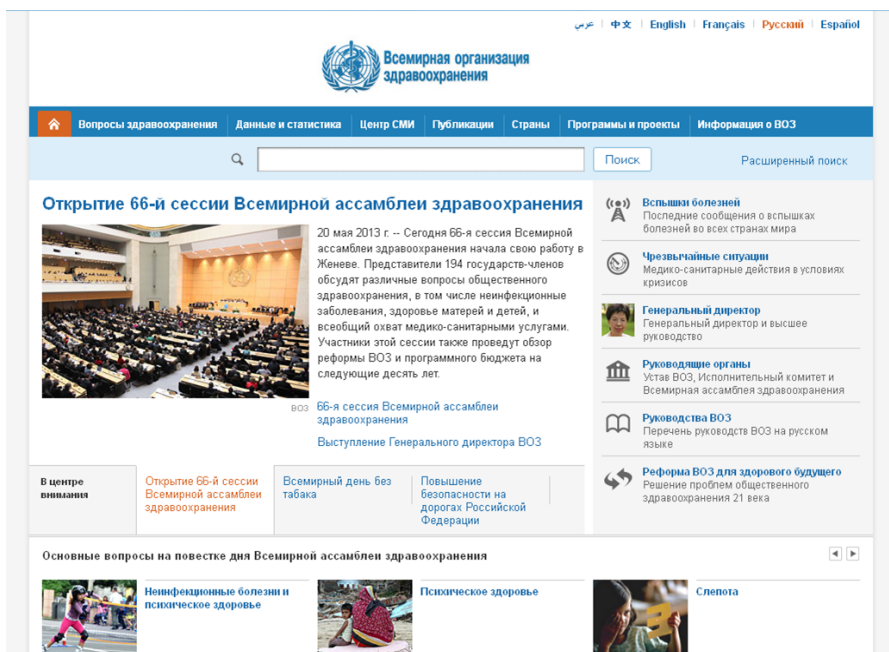 عربي 中文 English Français Русский Español
Всемирная организация
здравоохранения
Вопросы здравоохранения Данные и статистика Центр СМИ Публикации Страны Программы и проекты Информация о ВОЗ
Поиск Расширенный поиск
Открытие 66-й сессии Всемирной ассамблеи здравоохранения
20 мая 2013 г. -- Сегодня 66-я сессия Всемирной
ассамблеи здравоохранения начала свою работу в
Женеве. Представители 194 государств-членов
обсудят различные вопросы общественного
здравоохранения, в том числе неинфекционные
заболевания, здоровье матерей и детей, и
всеобщий охват медико-санитарными услугами.
Участники этой сессии также проведут обзор
реформы ВОЗ и программного бюджета на
следующие десять лет.
ВОЗ
66-я сессия Всемирной ассамблеи
здравоохранения
Выступление Генерального директора ВОЗ
Вспышки болезней
Последние сообщения о вспышках
болезней во всех странах мира
Чрезвычайные ситуации
Медико-санитарные действия в условиях
кризисов
Генеральный директор
Генеральный директор и высшее
руководство
Руководящие органы
Устав ВОЗ, Исполнительный комитет и
Всемирная ассамблея здравоохранения
Руководства ВОЗ
Перечень руководств ВОЗ на русском
языке
Реформа ВОЗ для здорового будущего
Решение проблем общественного
здравоохранения 21 века
В центре
внимания
Открытие 66-й сессии
Всемирной ассамблеи
здравоохранения
Всемирный день без
табака
Повышение
безопасности на
дорогах Российской
Федерации
Основные вопросы на повестке дня Всемирной ассамблеи здравоохранения
Неинфекционные болезни и
психическое здоровье
Психическое здоровье
Слепота